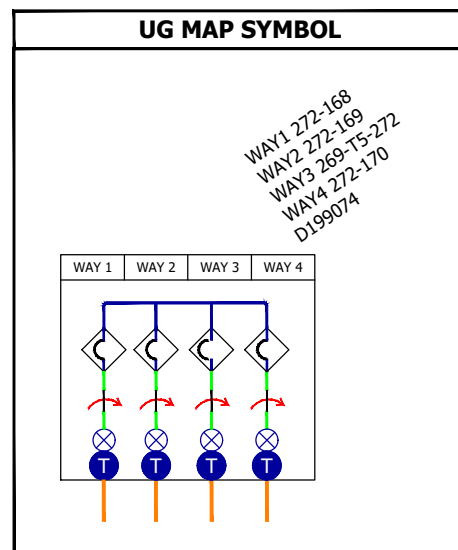 UG MAP SYMBOL
WAY1 272-168
WAY2 272-169
WAY3 269-T5-272
WAY4 272-170
D199074
WAY 1 WAY 2 WAY 3 WAY 4
T T T T